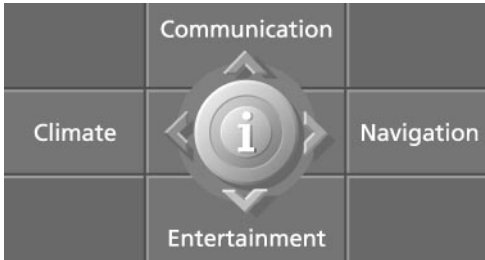 Communication
Climate
i
Navigation
Entertainment